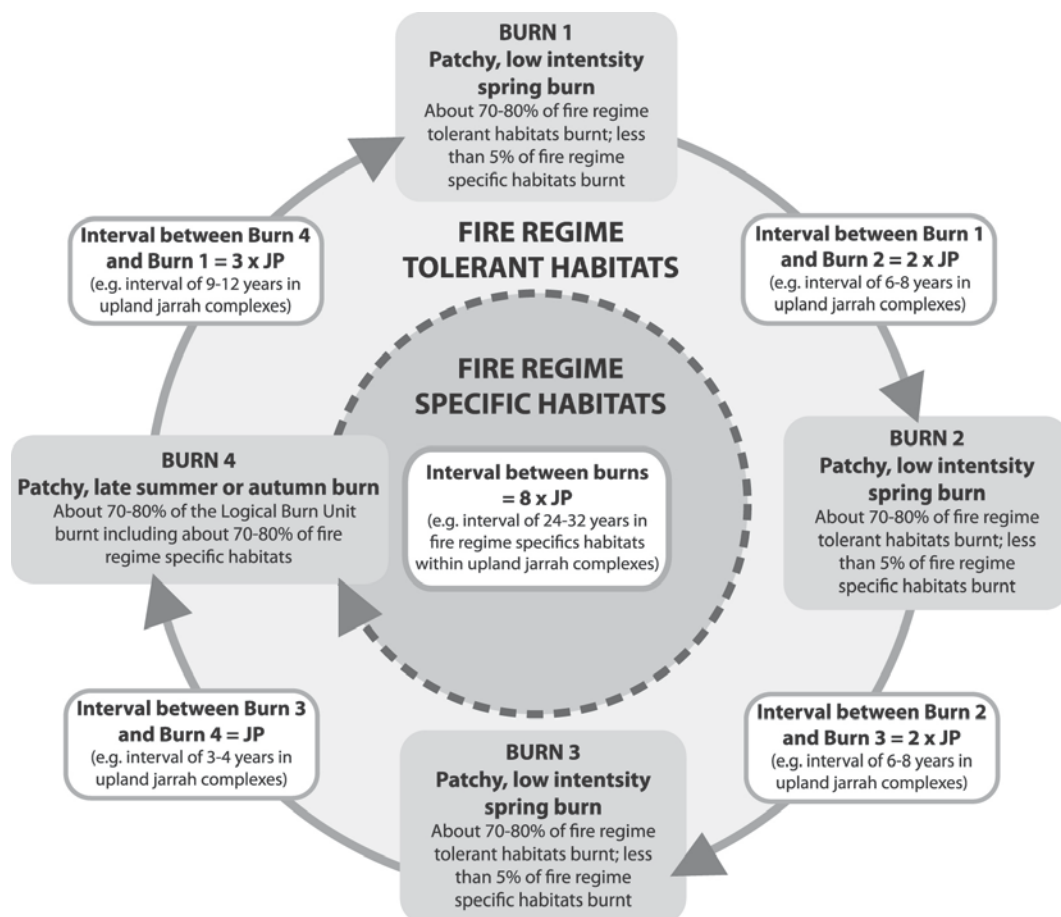 BURN 1
Patchy, low intentsity
spring burn
About 70-80% of fire regime
tolerant habitats burnt; less
than 5% of fire regime
specific habitats burnt
Interval between Burn 4
and Burn 1 = 3 x JP
(e.g. interval of 9-12 years in
upland jarrah complexes)
FIRE REGIME
TOLERANT HABITATS
Interval between Burn 1
and Burn 2 = 2 x JP
(e.g. interval of 6-8 years in
upland jarrah complexes)
FIRE REGIME
SPECIFIC HABITATS
BURN 4
Patchy, late summer or autumn burn
About 70-80% of the Logical Burn Unit
burnt including about 70-80% of fire
regime specific habitats
Interval between burns
= 8 x JP
(e.g. interval of 24-32 years in
fire regime specifics habitats
within upland jarrah complexes)
BURN 2
Patchy, low intentsity
spring burn
About 70-80% of fire regime
tolerant habitats burnt; less
than 5% of fire regime
specific habitats burnt
Interval between Burn 3
and Burn 4 = JP
(e.g. interval of 3-4 years in
upland jarrah complexes)
BURN 3
Patchy, low intentsity
spring burn
About 70-80% of fire regime
tolerant habitats burnt; less
than 5% of fire regime
specific habitats burnt
Interval between Burn 2
and Burn 3 = 2 x JP
(e.g. interval of 6-8 years in
upland jarrah complexes)